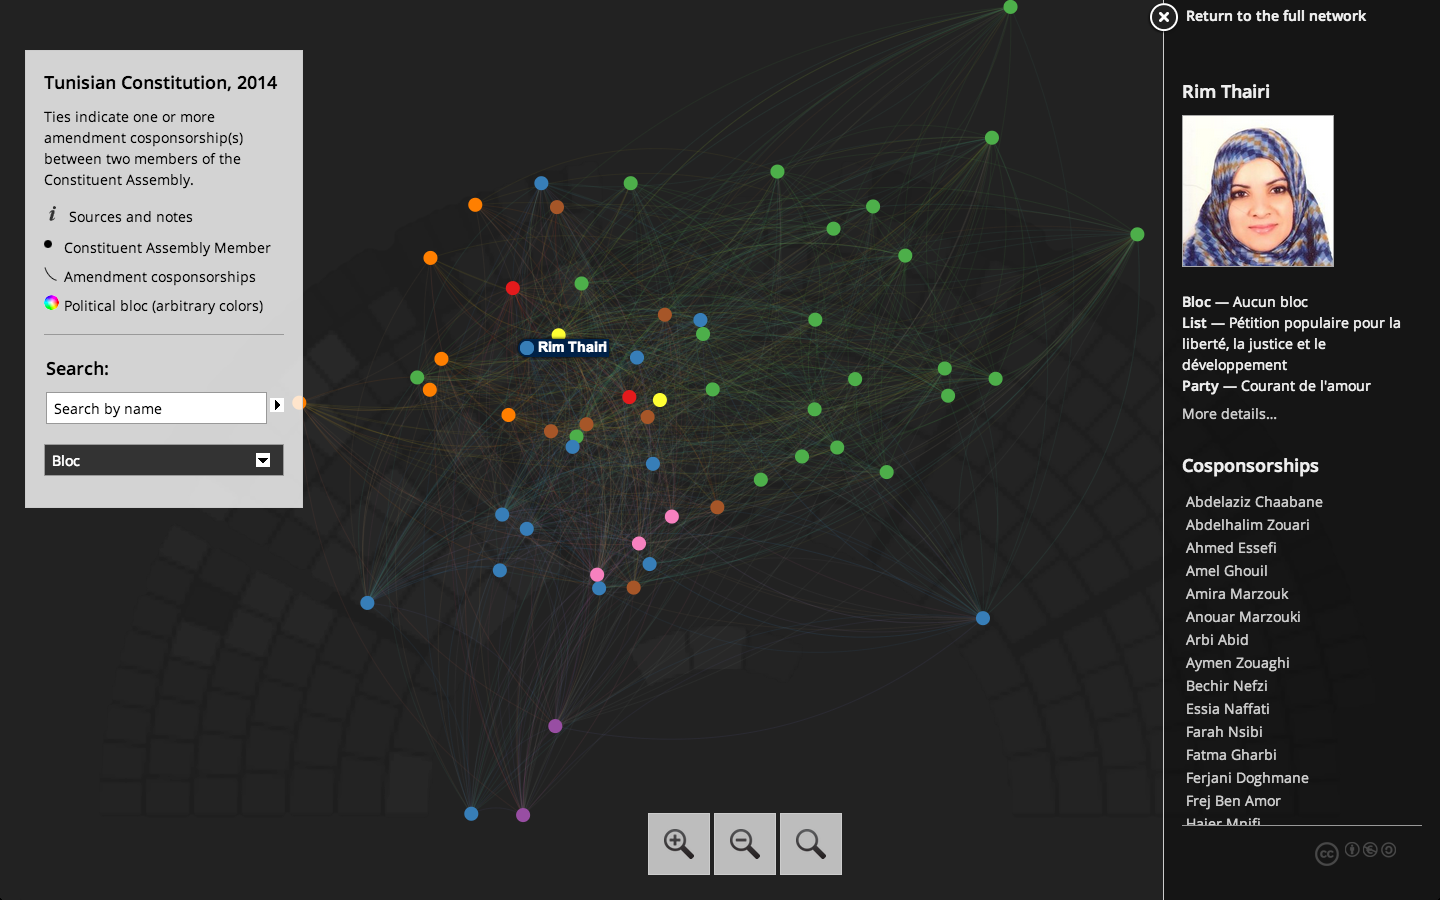 Return to the full network
Tunisian Constitution, 2014
Ties indicate one or more
amendment cosponsorship(s)
between two members of the
Constituent Assembly.
i Sources and notes
Constituent Assembly Member
Amendment cosponsorships
Political bloc (arbitrary colors)
Search:
Search by name
Bloc
Rim Thairi
Rim Thairi
Bloc — Aucun bloc
List — Pétition populaire pour la
liberté, la justice et le
développement
Party — Courant de l'amour
More details...
Cosponsorships
Abdelaziz Chaabane
Abdelhalim Zouari
Ahmed Essefi
Amel Ghouil
Amira Marzouk
Anouar Marzouki
Arbi Abid
Aymen Zouaghi
Bechir Nefzi
Essia Naffati
Farah Nsibi
Fatma Gharbi
Ferjani Doghmane
Frej Ben Amor
Hajer Mnifi
cc